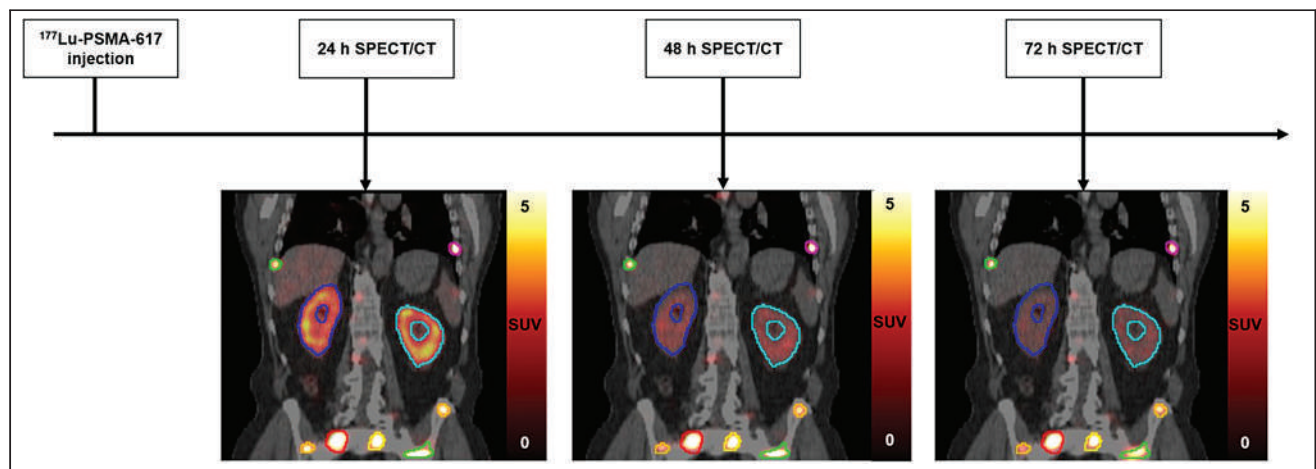 ¹⁷⁷Lu-PSMA-617
injection
24 h SPECT/CT
48 h SPECT/CT
72 h SPECT/CT
5
SUV
0
5
SUV
0
5
SUV
0